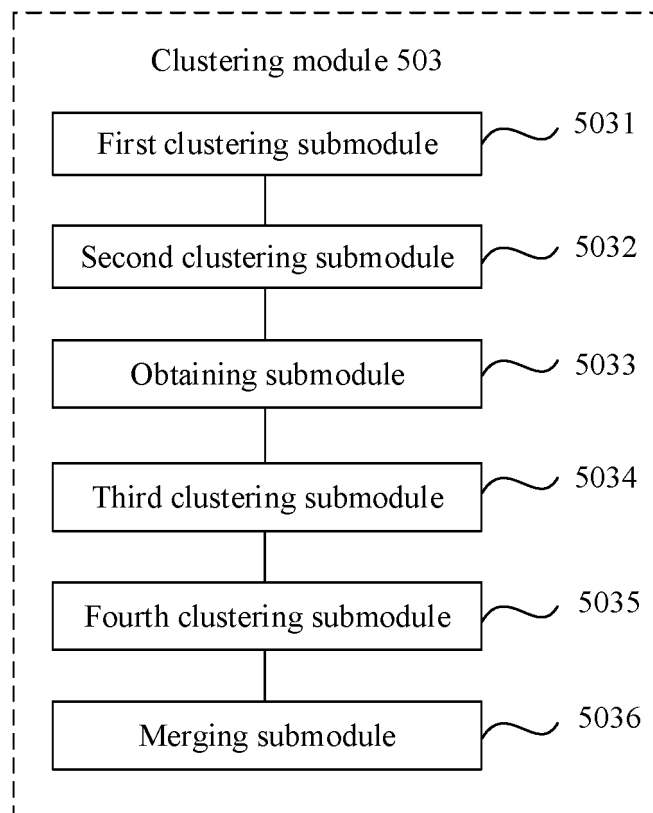 Clustering module 503
First clustering submodule
5031
Second clustering submodule
5032
Obtaining submodule
5033
Third clustering submodule
5034
Fourth clustering submodule
5035
Merging submodule
5036